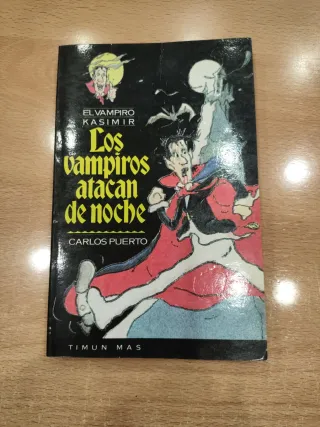 EL VAMPIRO
KASIMIR
Los
vampiros
atacan
de noche
CARLOS PUERTO
TIMUN MAS